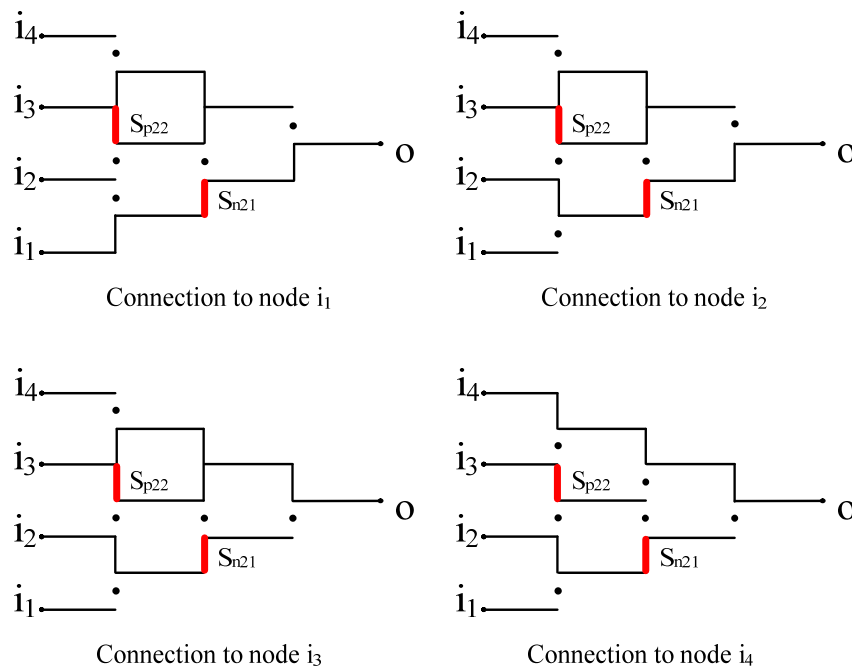 i4
i3
Sp22
i2
O
Sn21
i1
Connection to node i1
i4
i3
Sp22
i2
O
Sn21
i1
Connection to node i2
i4
i3
Sp22
i2
O
Sn21
i1
Connection to node i3
i4
i3
Sp22
i2
O
Sn21
i1
Connection to node i4